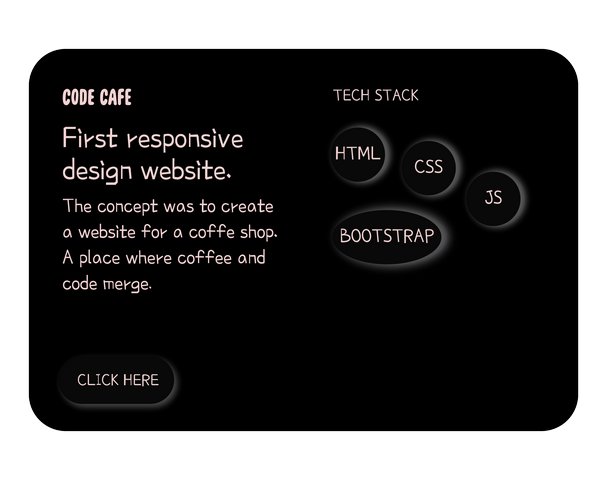 CODE CAFE
First responsive
design website.
The concept was to create
a website for a coffe shop.
A place where coffee and
code merge.
CLICK HERE
TECH STACK
HTML
CSS
JS
BOOTSTRAP